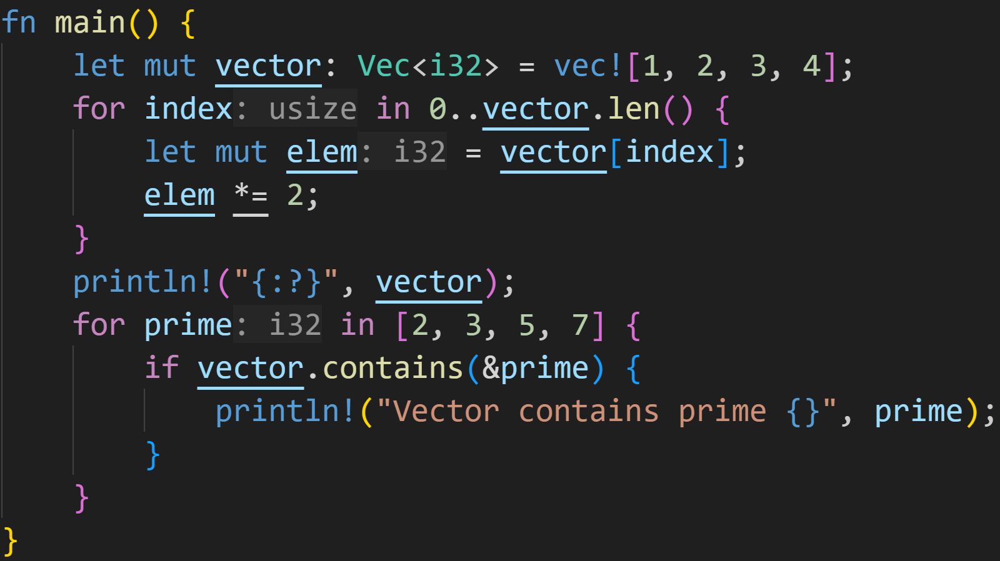 fn main() {
    let mut vector: Vec<i32> = vec![1, 2, 3, 4];
    for index: usize in 0..vector.len() {
        let mut elem: i32 = vector[index];
        elem *= 2;
    }
    println!("{:?}", vector);
    for prime: i32 in [2, 3, 5, 7] {
        if vector.contains(&prime) {
            println!("Vector contains prime {}", prime);
        }
    }
}